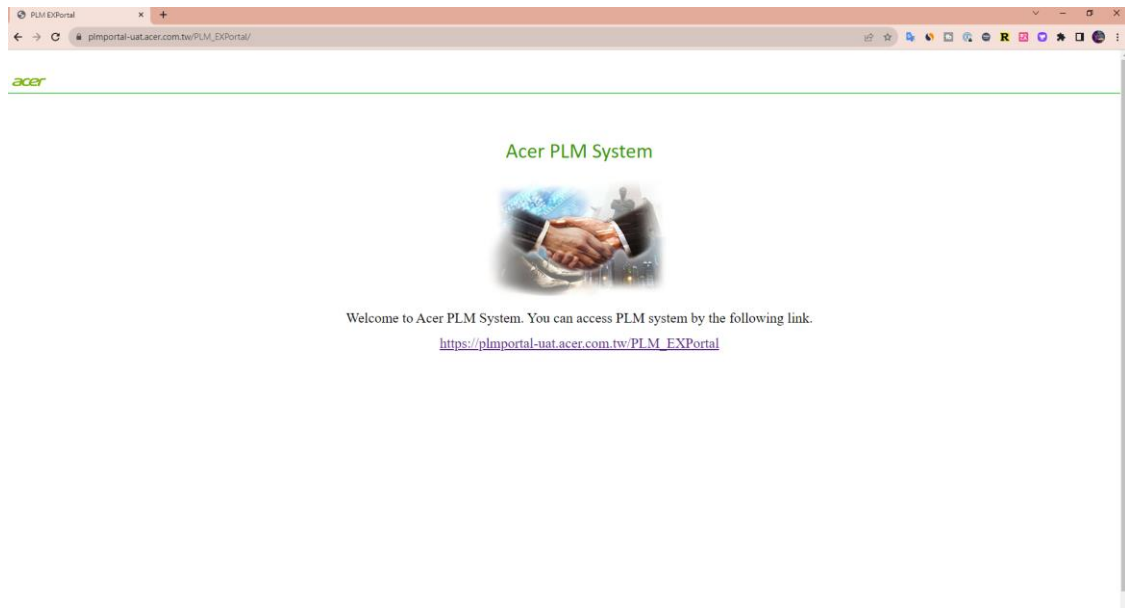 PLM EXPortal
plmportal-uat.acer.com.tw/PLM_EXPortal/
acer
Acer PLM System
Welcome to Acer PLM System. You can access PLM system by the following link.
https://plmportal-uat.acer.com.tw/PLM_EXPortal